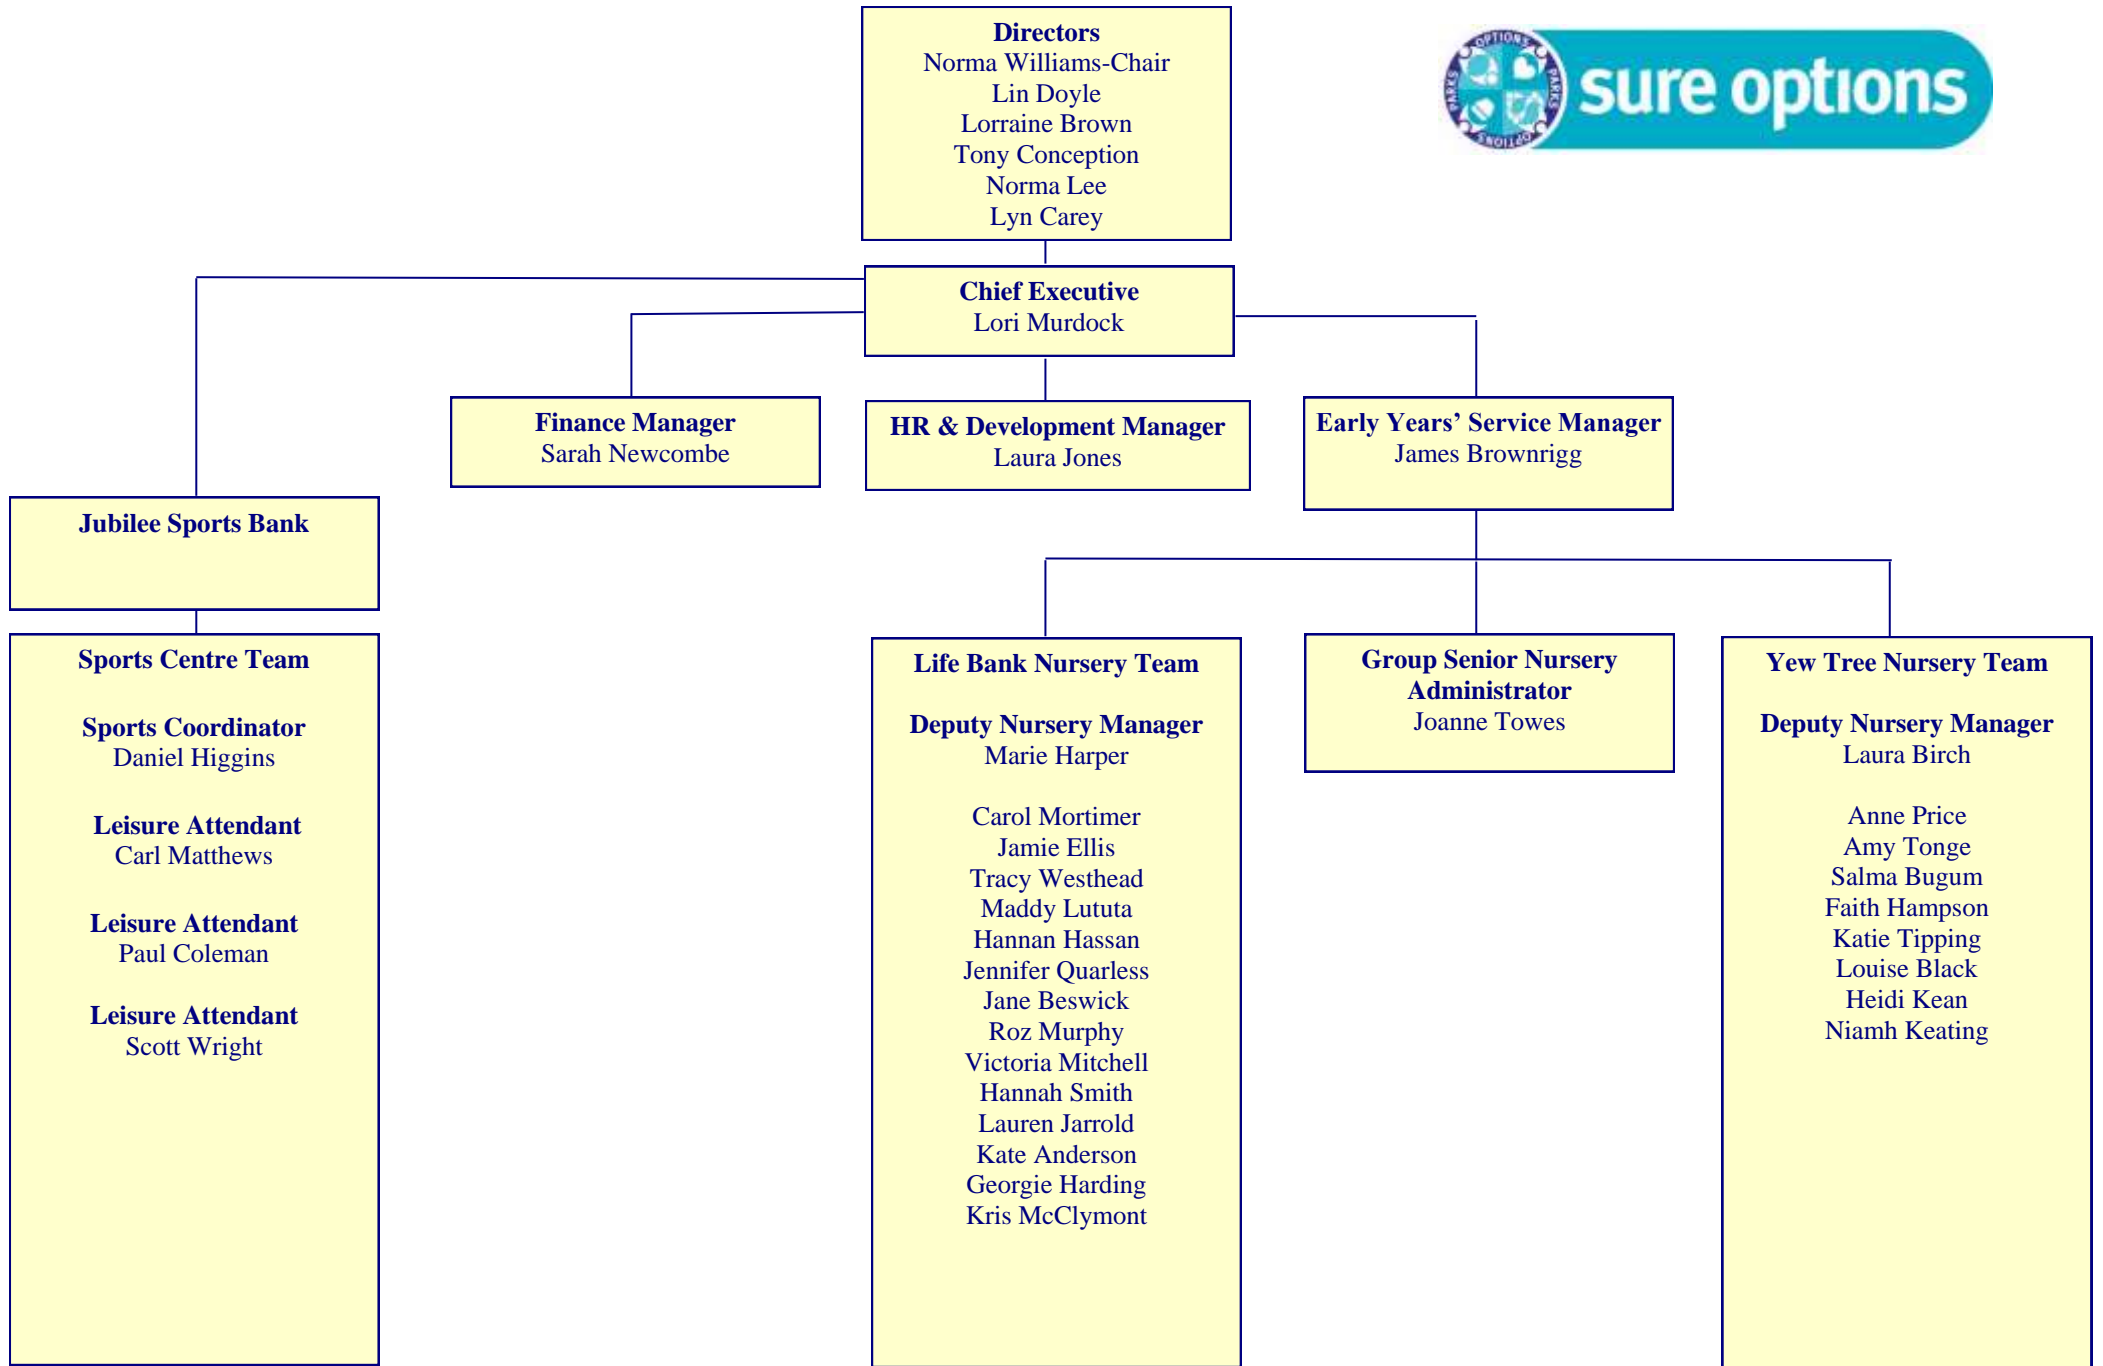 Directors
Norma Williams-Chair
Lin Doyle
Lorraine Brown
Tony Conception
Norma Lee
Lyn Carey
OPTIONS
PARKS
OPTIONS
PARKS
sure options
Chief Executive
Lori Murdock
Finance Manager
Sarah Newcombe
HR & Development Manager
Laura Jones
Early Years’ Service Manager
James Brownrigg
Jubilee Sports Bank
Sports Centre Team
Sports Coordinator
Daniel Higgins
Leisure Attendant
Carl Matthews
Leisure Attendant
Paul Coleman
Leisure Attendant
Scott Wright
Life Bank Nursery Team
Deputy Nursery Manager
Marie Harper
Carol Mortimer
Jamie Ellis
Tracy Westhead
Maddy Lututa
Hannan Hassan
Jennifer Quarless
Jane Beswick
Roz Murphy
Victoria Mitchell
Hannah Smith
Lauren Jarrold
Kate Anderson
Georgie Harding
Kris McClymont
Group Senior Nursery
Administrator
Joanne Towes
Yew Tree Nursery Team
Deputy Nursery Manager
Laura Birch
Anne Price
Amy Tonge
Salma Bugum
Faith Hampson
Katie Tipping
Louise Black
Heidi Kean
Niamh Keating